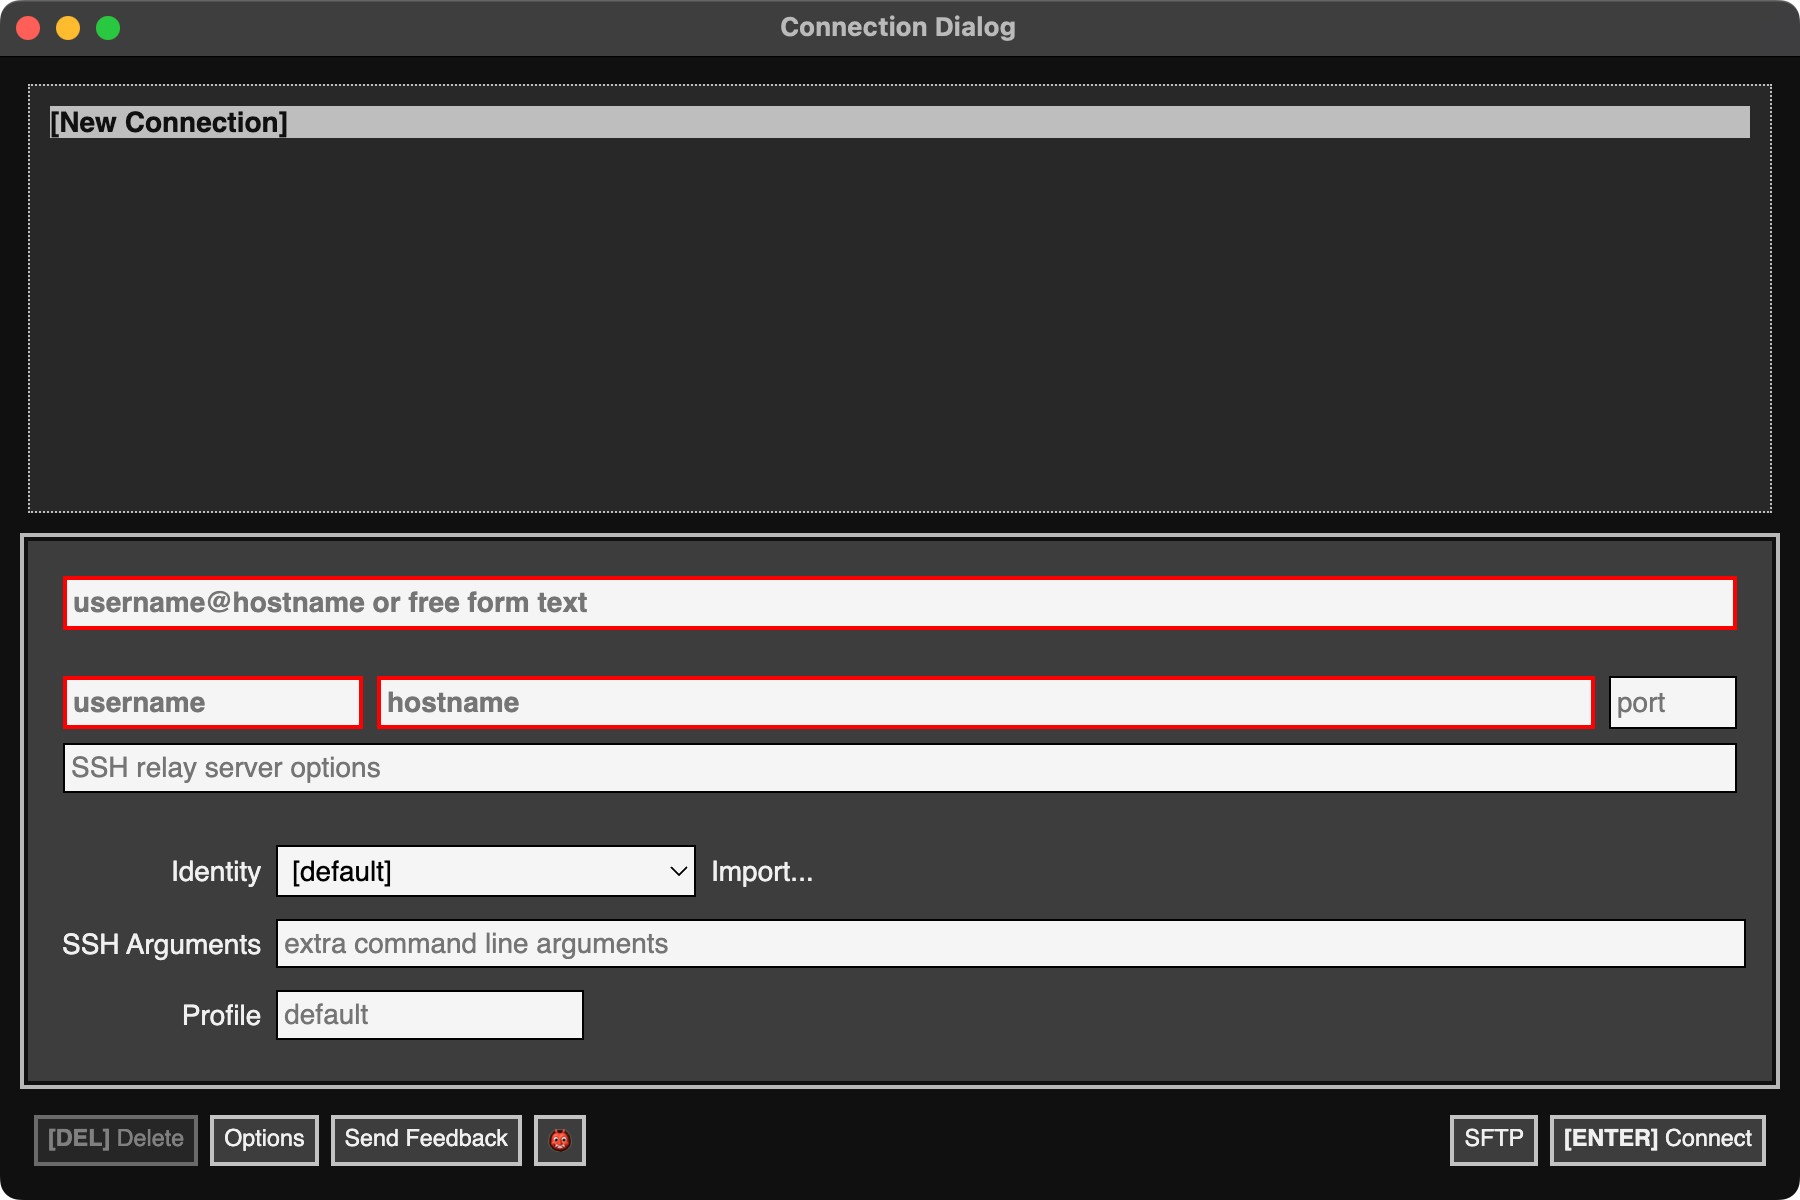 Connection Dialog
[New Connection]
username@hostname or free form text
username hostname port
SSH relay server options
Identity [default] Import...
SSH Arguments extra command line arguments
Profile default
[DEL] Delete Options Send Feedback SFTP [ENTER] Connect